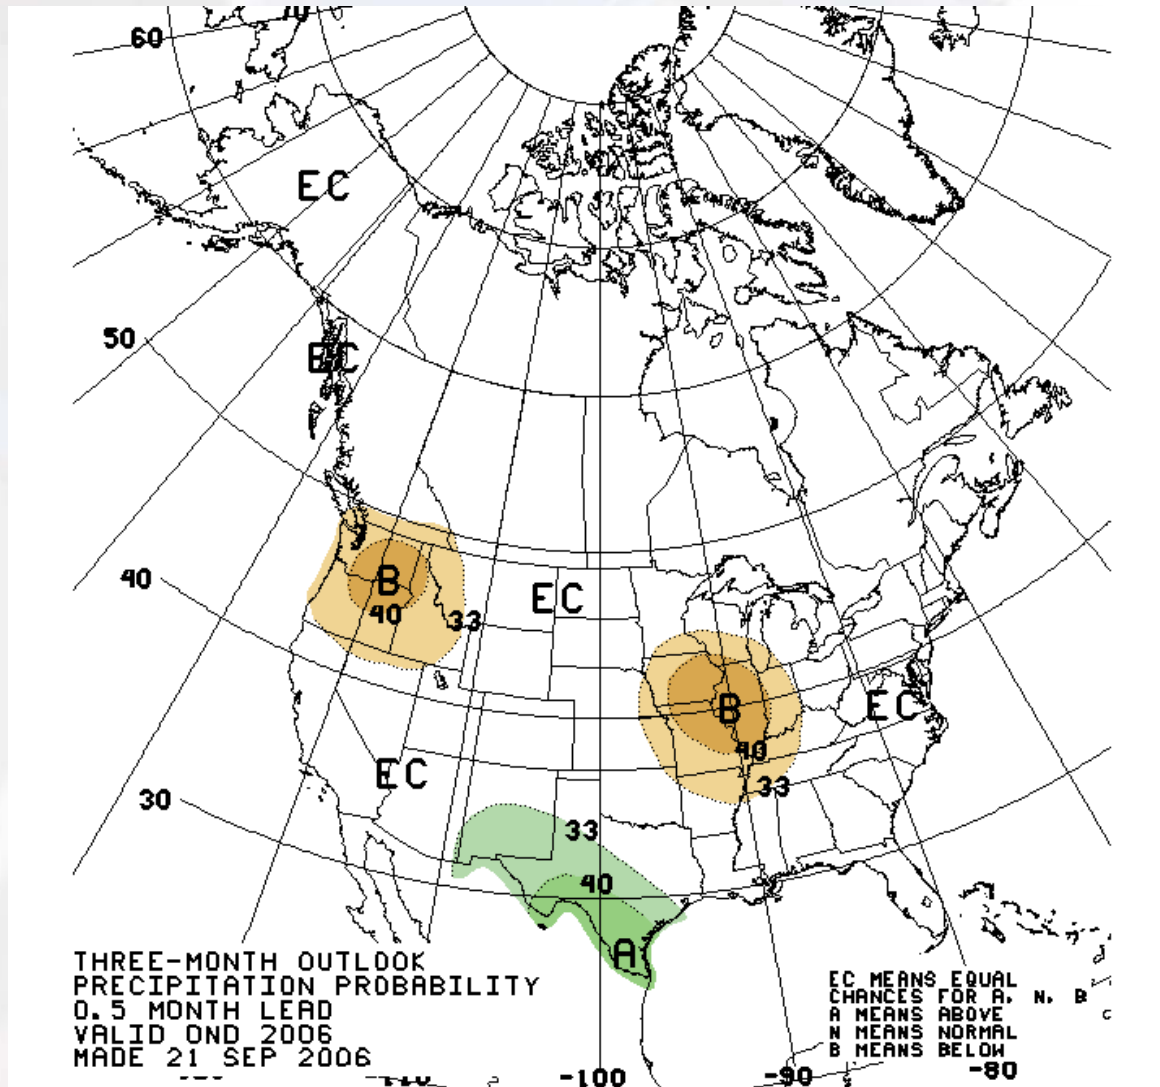 70
60
EC
50
EC
40
B
40
33
EC
B
40
33
EC
EC
30
33
40
A
THREE-MONTH OUTLOOK
PRECIPITATION PROBABILITY
0.5 MONTH LEAD
VALID OND 2006
MADE 21 SEP 2006
EC MEANS EQUAL
CHANCES FOR A, N, B
A MEANS ABOVE
N MEANS NORMAL
B MEANS BELOW
-100
-90
-80